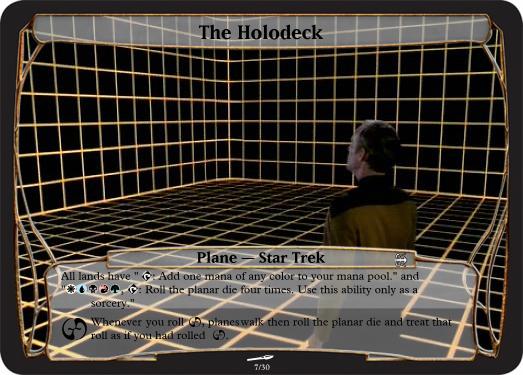 The Holodeck
Plane — Star Trek
All lands have " : Add one mana of any color to your mana pool." and
" , : Roll the planar die four times. Use this ability only as a
sorcery."
Whenever you roll , planeswalk then roll the planar die and treat that
roll as if you had rolled .
7/30